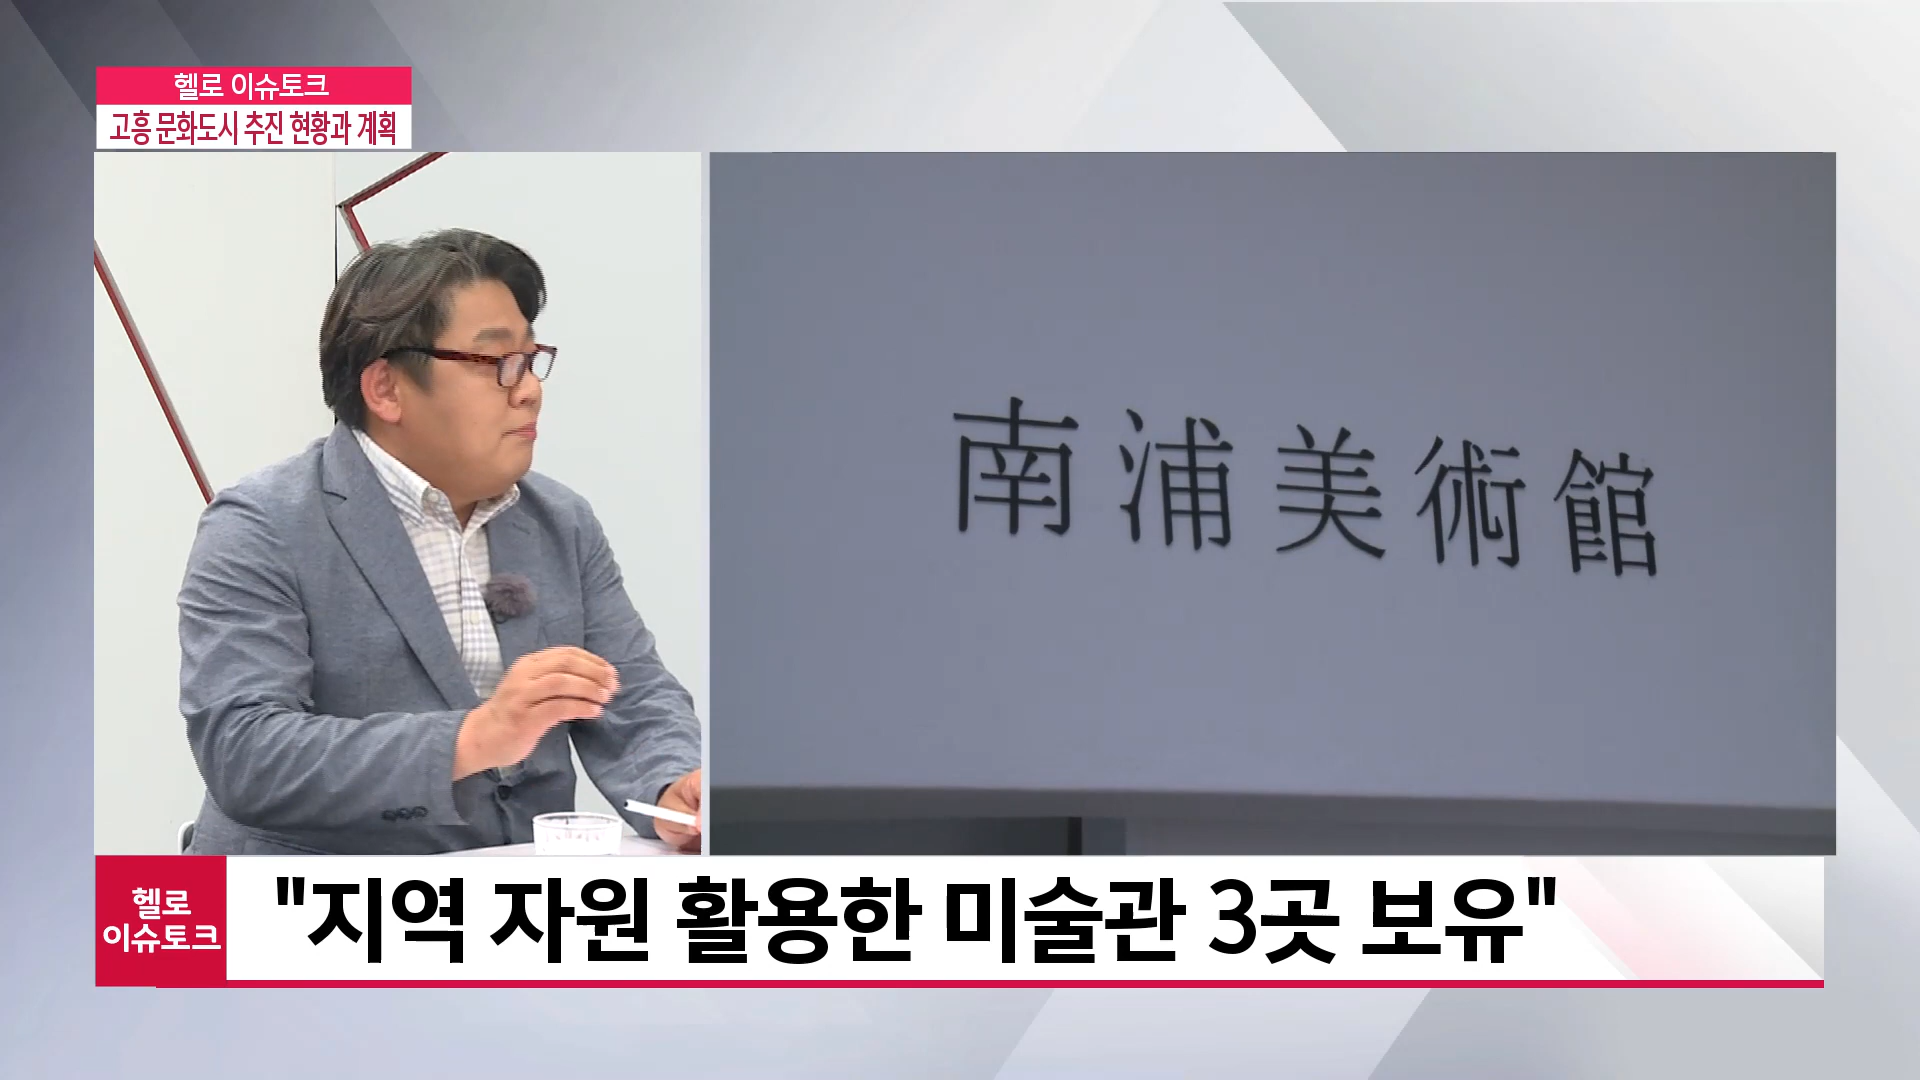 헬로 이슈토크
고흥 문화도시 추진 현황과 계획
南浦美術館
헬로
이슈토크
"지역 자원 활용한 미술관 3곳 보유"